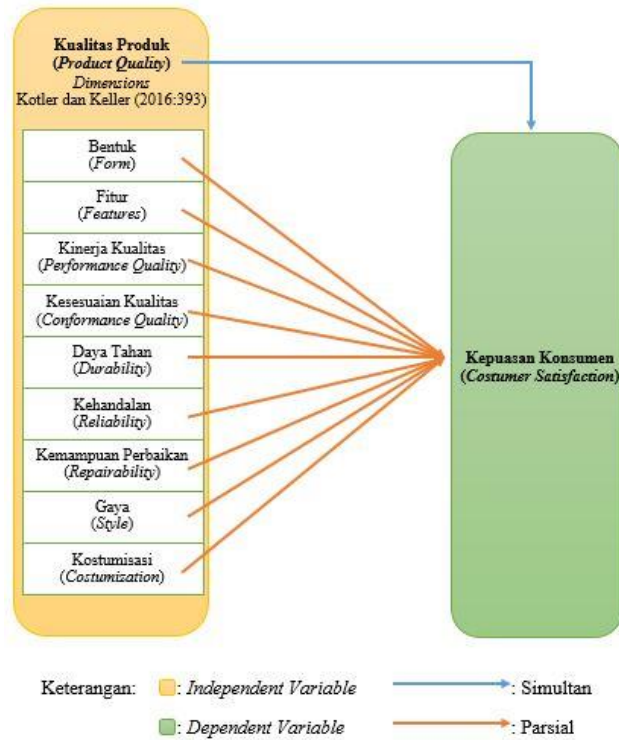 Kualitas Produk
(Product Quality)
Dimensions
Kotler dan Keller (2016:393)
Bentuk
(Form)
Fitur
(Features)
Kinerja Kualitas
(Performance Quality)
Kesesuaian Kualitas
(Conformance Quality)
Daya Tahan
(Durability)
Kehandalan
(Reliability)
Kemampuan Perbaikan
(Repairability)
Gaya
(Style)
Kostumisasi
(Costumization)
Kepuasan Konsumen
(Costumer Satisfaction)
Keterangan: : Independent Variable : Simultan
: Dependent Variable : Parsial